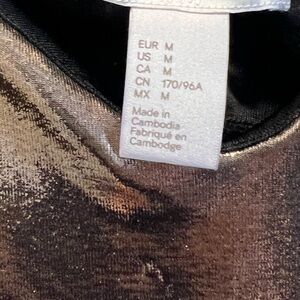 EUR M
US M
CA M
CN 170/96A
MX M
Made in
Cambodia
Fabriqué en
Cambodge